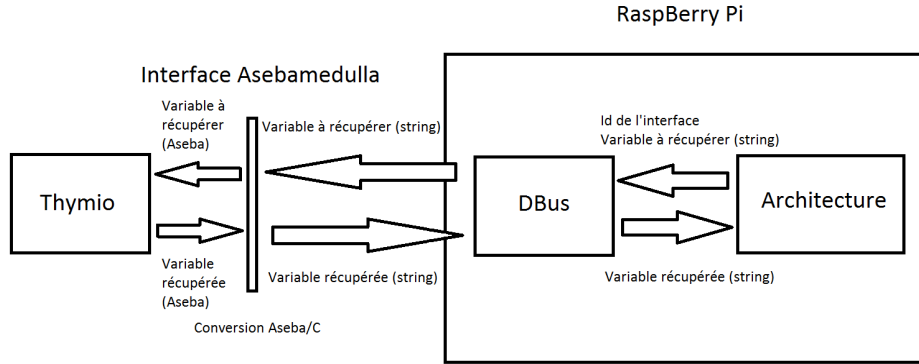 RaspBerry Pi
Interface Asebamedulla
Variable à
récupérer
(Aseba)
Variable à récupérer (string)
Id de l'interface
Variable à récupérer (string)
Thymio
DBus
Architecture
Variable
récupérée
(Aseba)
Variable récupérée (string)
Variable récupérée (string)
Conversion Aseba/C